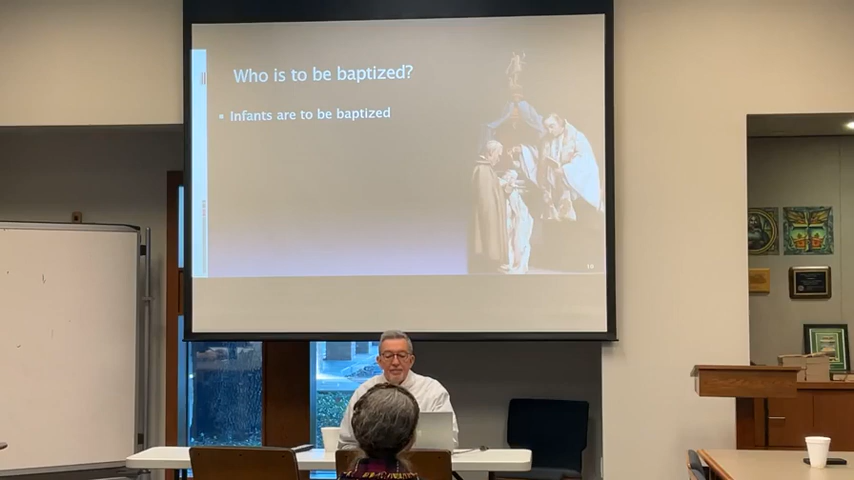 Who is to be baptized?
▪ Infants are to be baptized